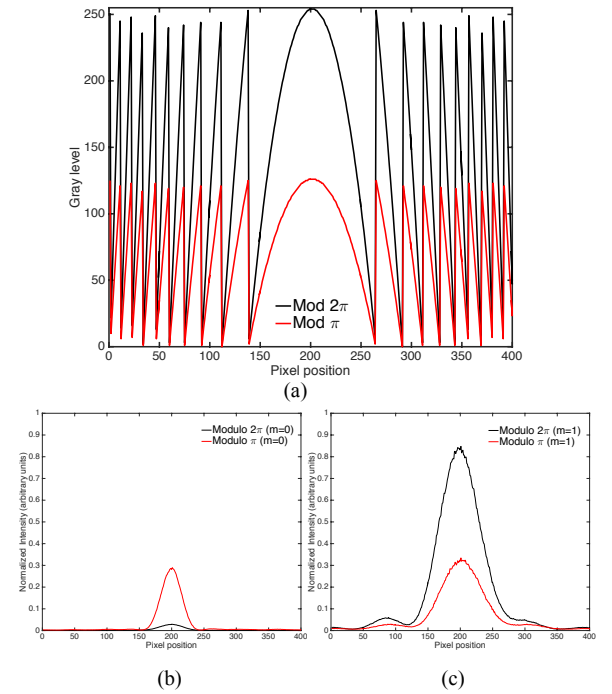 250
200
150
100
50
0
Gray level
Mod 2π
Mod π
0 50 100 150 200 250 300 350 400
Pixel position
(a)
1
0.9
0.8
0.7
0.6
0.5
0.4
0.3
0.2
0.1
0
Normalized Intensity (arbitrary units)
Modulo 2π (m=0)
Modulo π (m=0)
0 50 100 150 200 250 300 350 400
Pixel position
(b)
1
0.9
0.8
0.7
0.6
0.5
0.4
0.3
0.2
0.1
0
Normalized Intensity (arbitrary units)
Modulo 2π (m=1)
Modulo π (m=1)
0 50 100 150 200 250 300 350 400
Pixel position
(c)